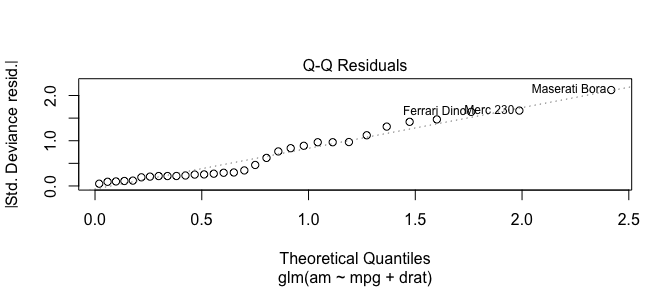 Q-Q Residuals
|Std. Deviance resid.|
2.0
1.0
0.0
Maserati Bora
Ferrari Dino
Merc 230
0.0 0.5 1.0 1.5 2.0 2.5
Theoretical Quantiles
glm(am ~ mpg + drat)